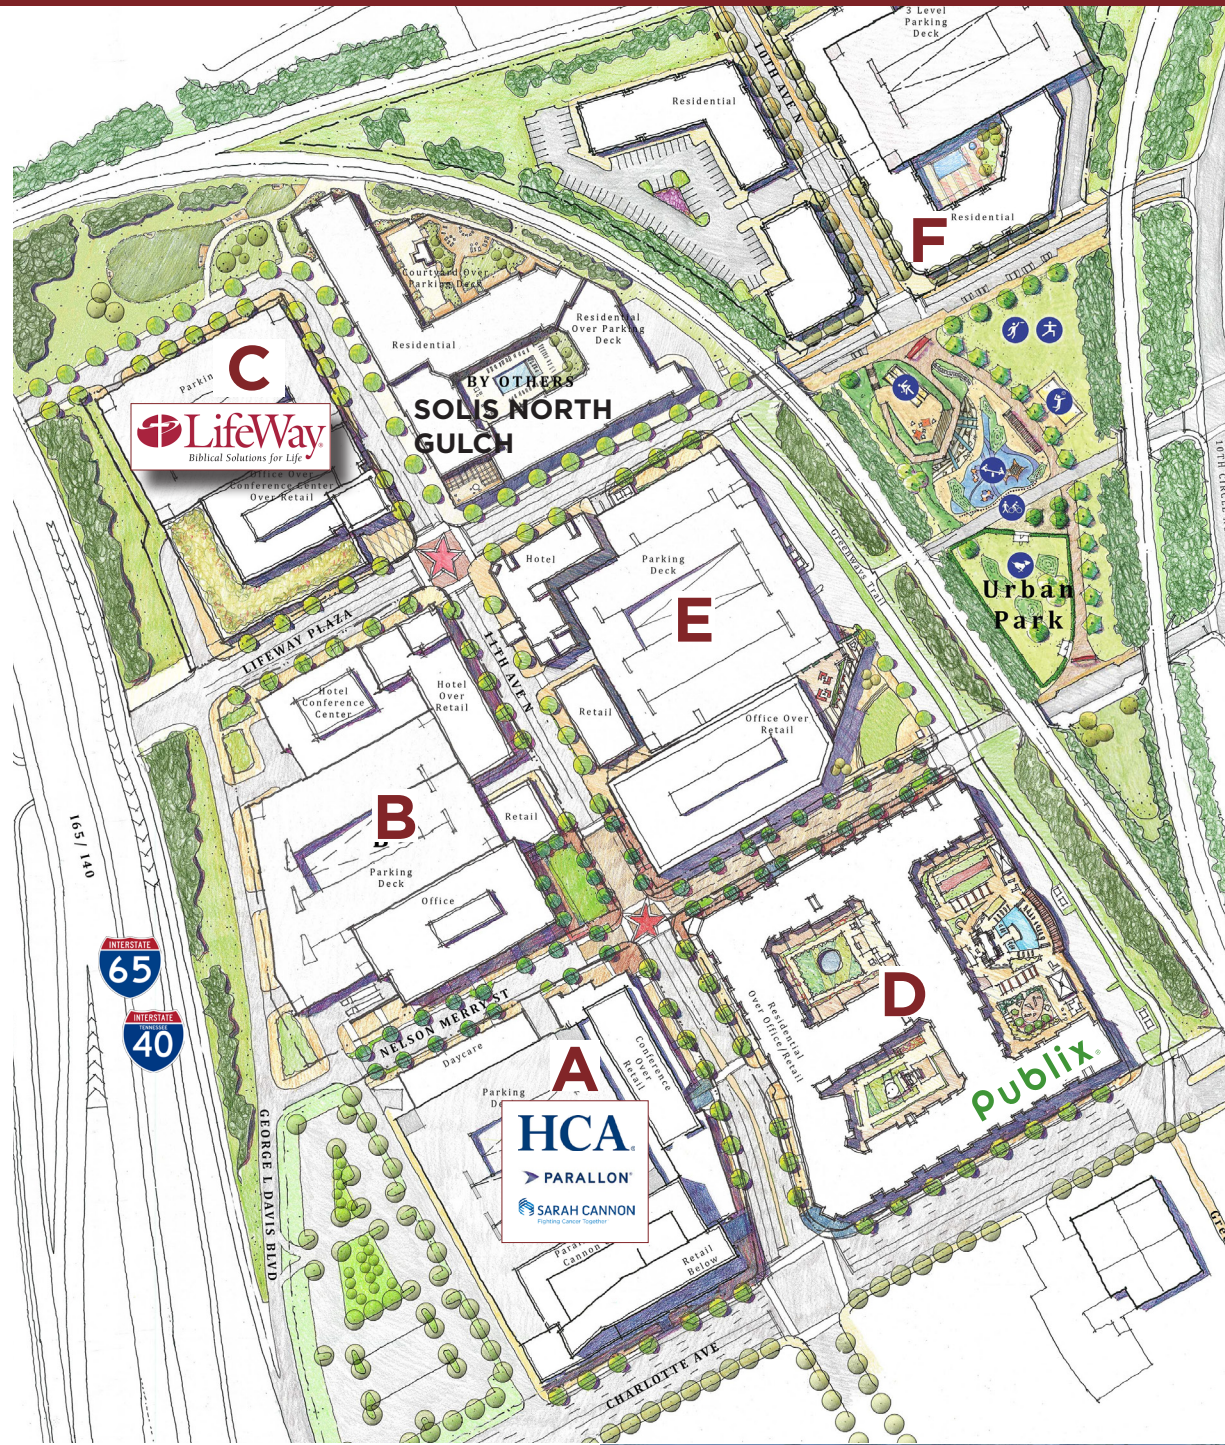 3 Level
Parking
Deck
10TH AVE N
Residential
F
Residential
Courtyard Over
Parking Deck
Residential
Over Parking
Deck
Residential
BY OTHERS
SOLIS NORTH
GULCH
C
LifeWay
Biblical Solutions for Life
Office Over
Conference Center
Over Retail
Hotel
Parking
Deck
E
Greenways Trail
Urban
Park
LIFEWAY PLAZA
11TH AVE N
Hotel
Conference
Center
Hotel
Over
Retail
Retail
Office Over
Retail
B
Retail
Parking
Deck
Office
I65/ I40
INTERSTATE
65
INTERSTATE
TENNESSEE
40
NELSON MERRY ST
Daycare
Conference
Over
Retail
Residential
Over Office/Retail
D
Publix
A
Parking
HCA
PARALLON
SARAH CANNON
Fighting Cancer Together
Cannon
Retail
Below
GEORGE L DAVIS BLVD
CHARLOTTE AVE